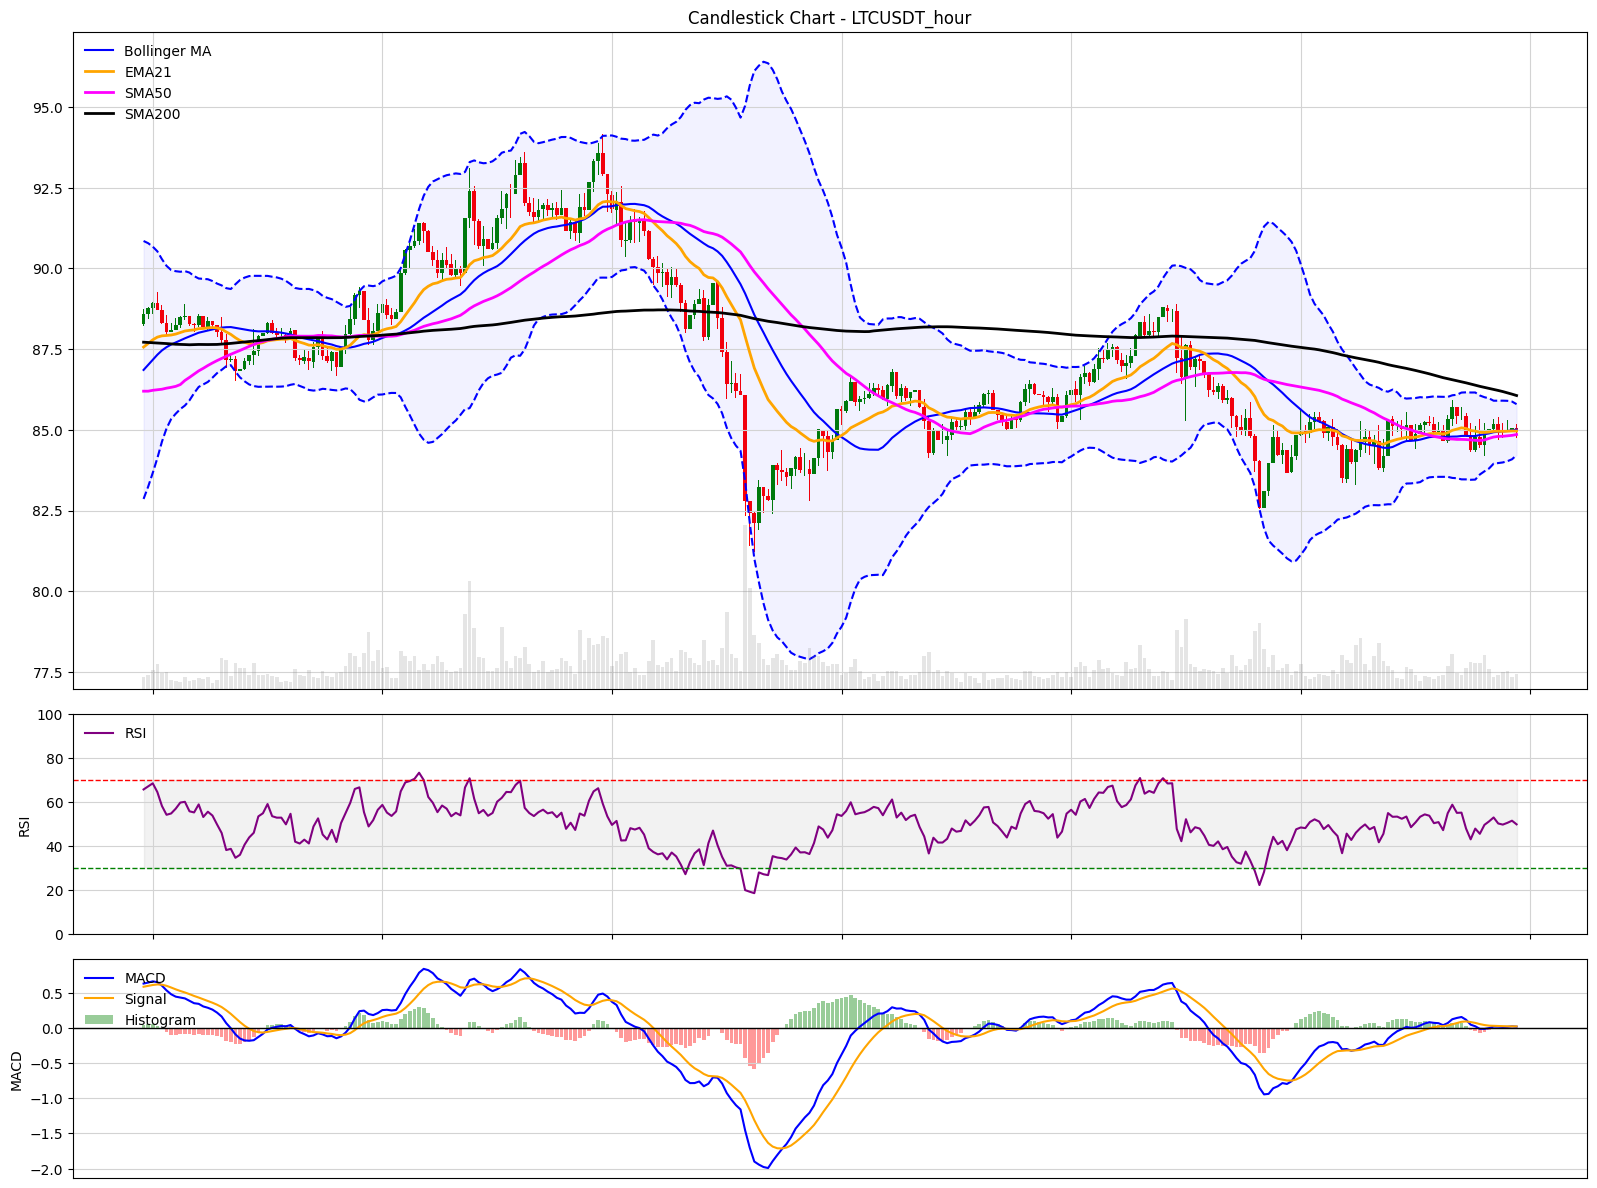 Candlestick Chart - LTCUSDT_hour
Bollinger MA
EMA21
SMA50
SMA200
95.0
92.5
90.0
87.5
85.0
82.5
80.0
77.5
RSI
100
80
60
40
20
0
RSI
MACD
Signal
Histogram
0.5
0.0
−0.5
−1.0
−1.5
−2.0
MACD